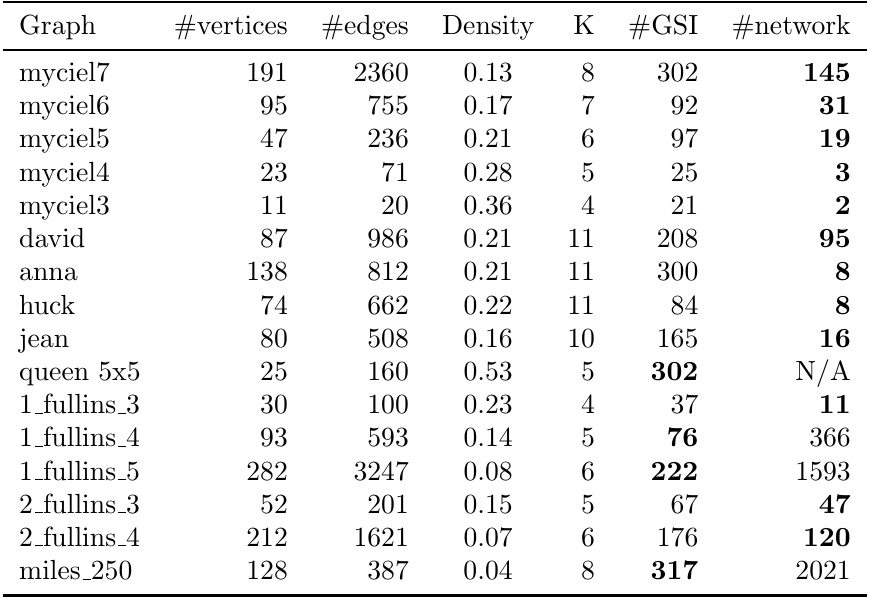 Graph #vertices #edges Density K #GSI #network
myciel7 191 2360 0.13 8 302 145
myciel6 95 755 0.17 7 92 31
myciel5 47 236 0.21 6 97 19
myciel4 23 71 0.28 5 25 3
myciel3 11 20 0.36 4 21 2
david 87 986 0.21 11 208 95
anna 138 812 0.21 11 300 8
huck 74 662 0.22 11 84 8
jean 80 508 0.16 10 165 16
queen 5x5 25 160 0.53 5 302 N/A
1_fullins_3 30 100 0.23 4 37 11
1_fullins_4 93 593 0.14 5 76 366
1_fullins_5 282 3247 0.08 6 222 1593
2_fullins_3 52 201 0.15 5 67 47
2_fullins_4 212 1621 0.07 6 176 120
miles_250 128 387 0.04 8 317 2021